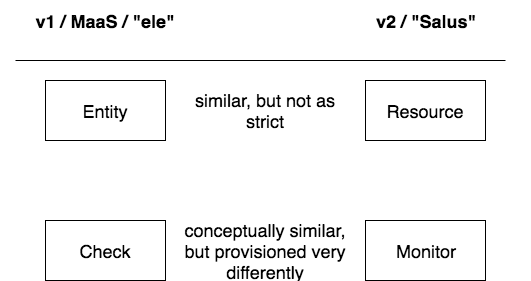 v1 / MaaS / "ele"
v2 / "Salus"
Entity
similar, but not as
strict
Resource
Check
conceptually similar,
but provisioned very
differently
Monitor